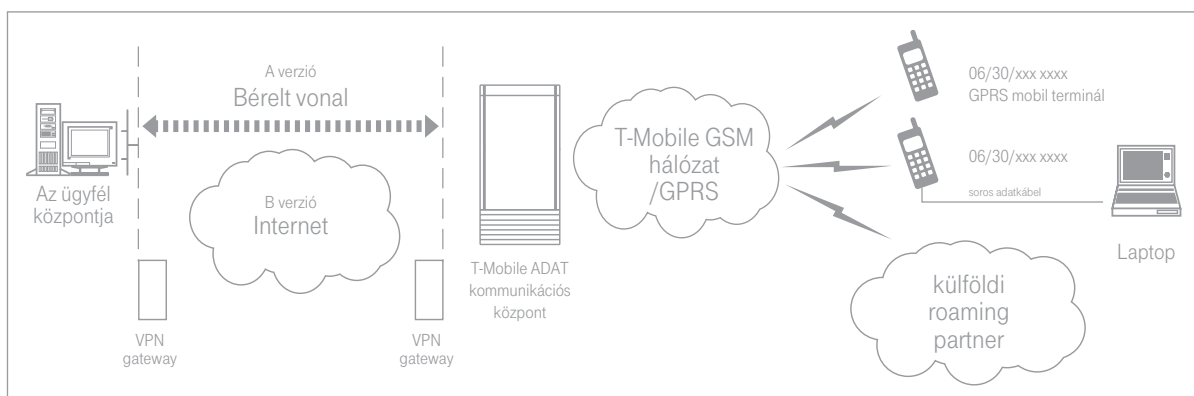 A verzió
Bérelt vonal
Az ügyfél
központja
B verzió
Internet
VPN
gateway
VPN
gateway
T-Mobile ADAT
kommunikációs
központ
T-Mobile GSM
hálózat
/GPRS
06/30/xxx xxxx
GPRS mobil terminál
06/30/xxx xxxx
soros adatkábel
Laptop
külföldi
roaming
partner